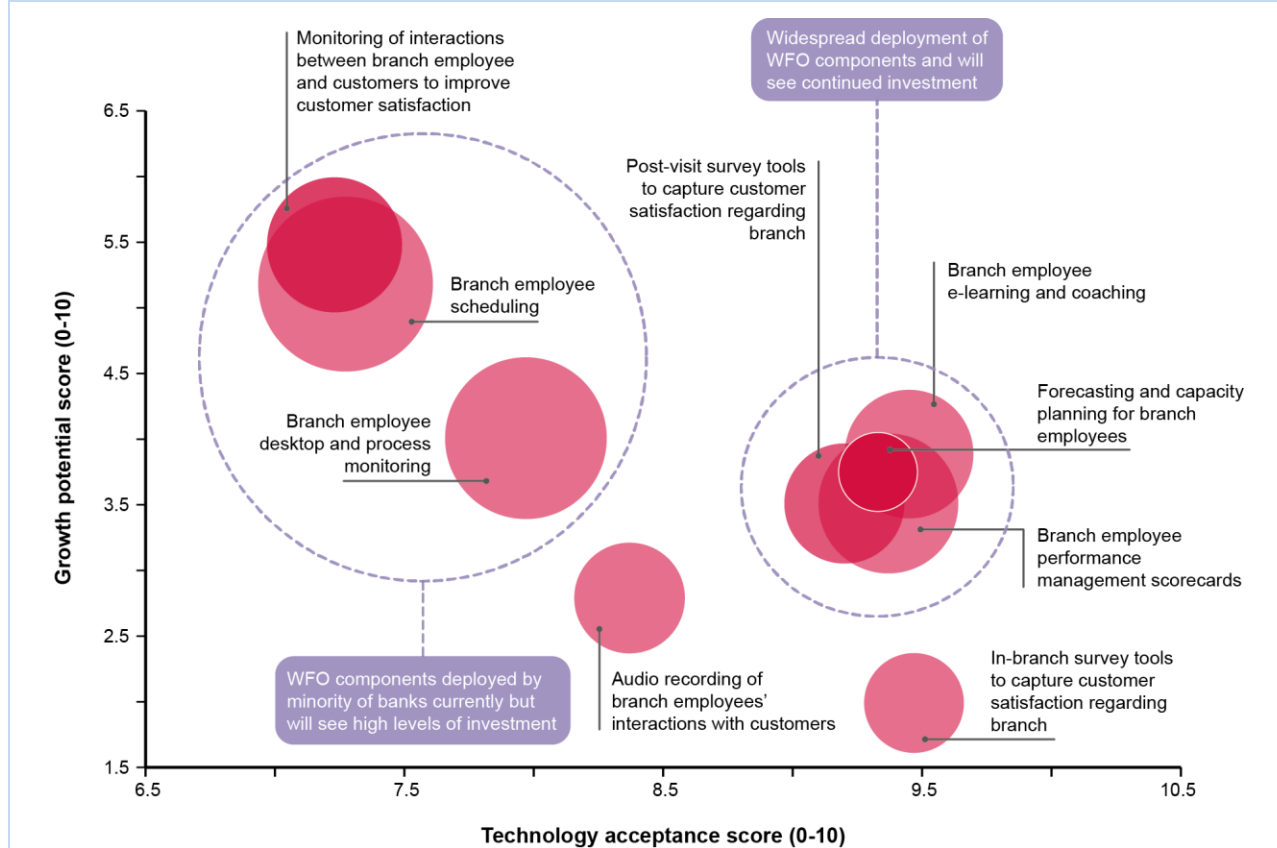 Monitoring of interactions
between branch employee
and customers to improve
customer satisfaction
Widespread deployment of
WFO components and will
see continued investment
Post-visit survey tools
to capture customer
satisfaction regarding
branch
Branch employee
e-learning and coaching
Branch employee
scheduling
Forecasting and capacity
planning for branch
employees
Branch employee
desktop and process
monitoring
Branch employee
performance
management scorecards
WFO components deployed by
minority of banks currently but
will see high levels of investment
Audio recording of
branch employees’
interactions with customers
In-branch survey tools
to capture customer
satisfaction regarding
branch
Growth potential score (0-10)
6.5
5.5
4.5
3.5
2.5
1.5
6.5
7.5
8.5
9.5
10.5
Technology acceptance score (0-10)